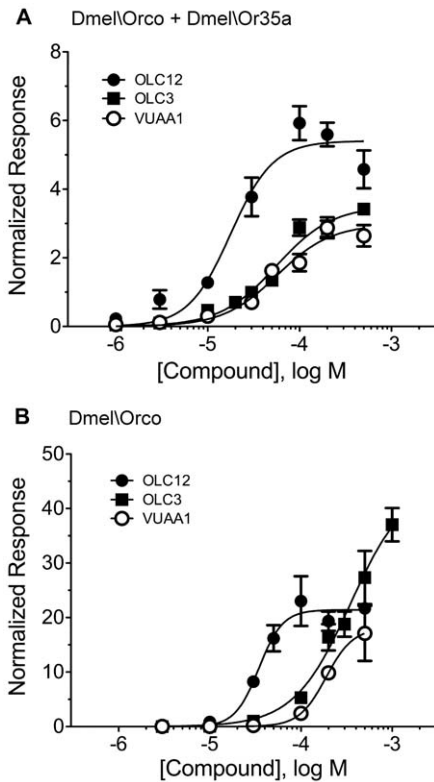 A Dmel\Orco + Dmel\Or35a
8
6
4
2
0
Normalized Response
OLC12
OLC3
VUAA1
-6 -5 -4 -3
[Compound], log M
B Dmel\Orco
50
40
30
20
10
0
Normalized Response
OLC12
OLC3
VUAA1
-6 -5 -4 -3
[Compound], log M